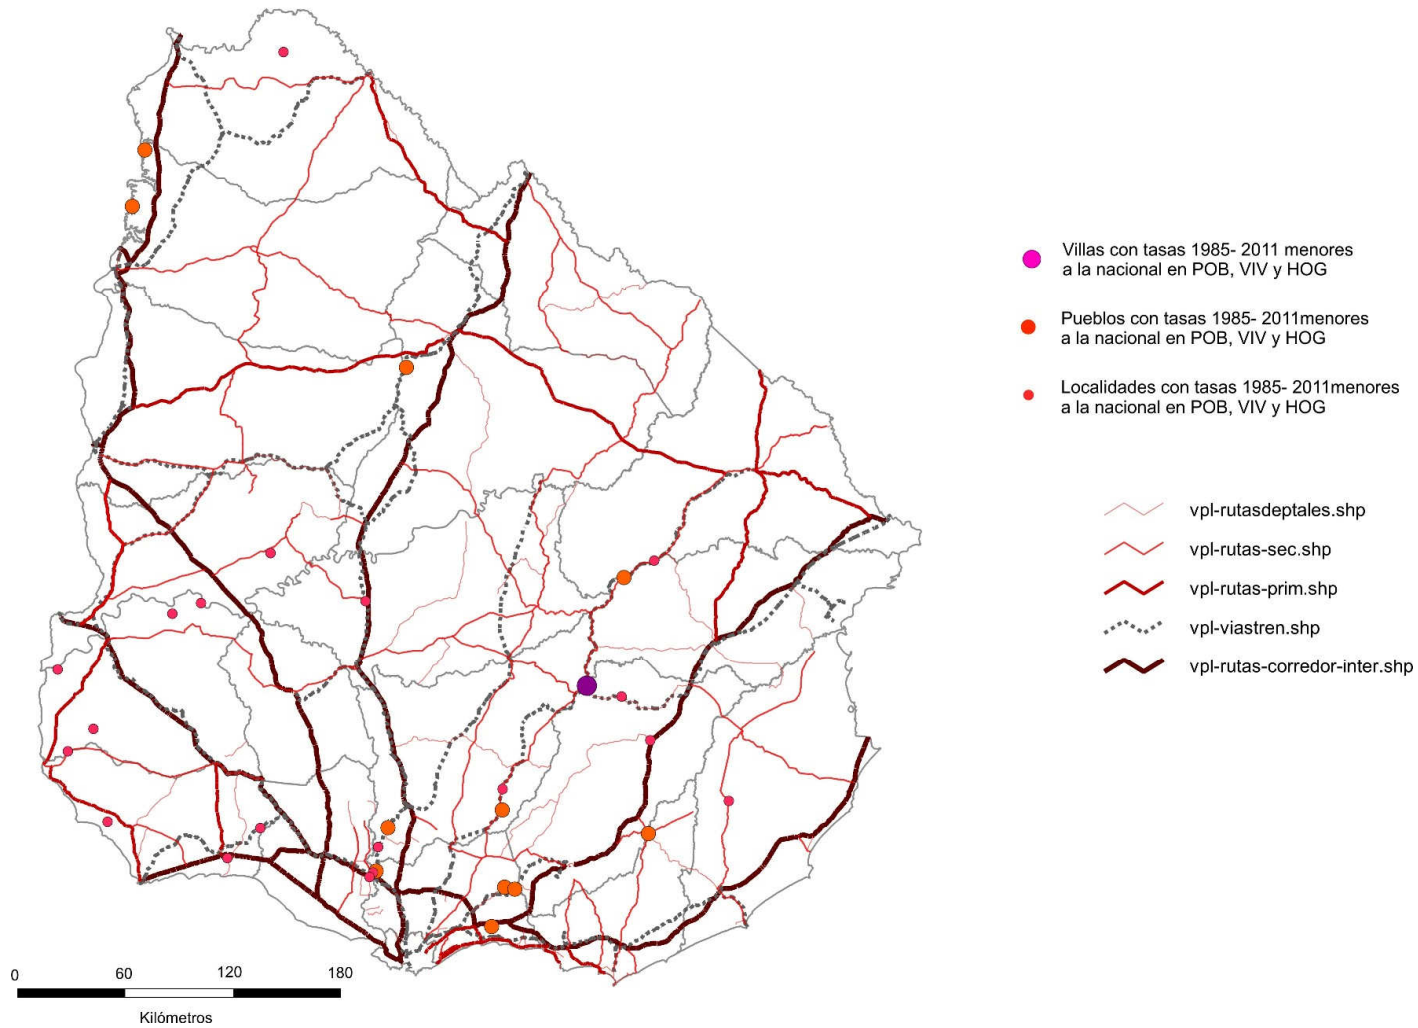 Villas con tasas 1985- 2011 menores
a la nacional en POB, VIV y HOG
Pueblos con tasas 1985- 2011menores
a la nacional en POB, VIV y HOG
Localidades con tasas 1985- 2011menores
a la nacional en POB, VIV y HOG
vpl-rutasdeptales.shp
vpl-rutas-sec.shp
vpl-rutas-prim.shp
vpl-viastren.shp
vpl-rutas-corredor-inter.shp
0 60 120 180
Kilómetros